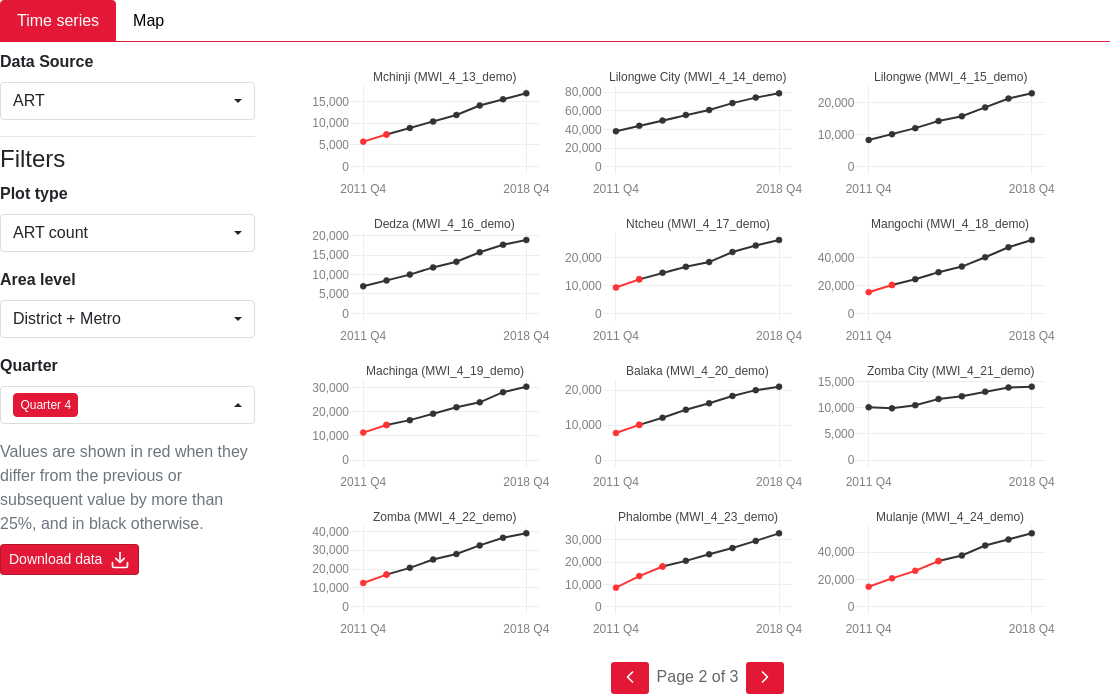 Time series
Map
Data Source
ART
Filters
Plot type
ART count
Area level
District + Metro
Quarter
Quarter 4
Values are shown in red when they
differ from the previous or
subsequent value by more than
25%, and in black otherwise.
Download data
Mchinji (MWI_4_13_demo)
15,000
10,000
5,000
0
2011 Q4
2018 Q4
Lilongwe City (MWI_4_14_demo)
80,000
60,000
40,000
20,000
0
2011 Q4
2018 Q4
Lilongwe (MWI_4_15_demo)
20,000
10,000
0
2011 Q4
2018 Q4
Dedza (MWI_4_16_demo)
20,000
15,000
10,000
5,000
0
2011 Q4
2018 Q4
Ntcheu (MWI_4_17_demo)
20,000
10,000
0
2011 Q4
2018 Q4
Mangochi (MWI_4_18_demo)
40,000
20,000
0
2011 Q4
2018 Q4
Machinga (MWI_4_19_demo)
30,000
20,000
10,000
0
2011 Q4
2018 Q4
Balaka (MWI_4_20_demo)
20,000
10,000
0
2011 Q4
2018 Q4
Zomba City (MWI_4_21_demo)
15,000
10,000
5,000
0
2011 Q4
2018 Q4
Zomba (MWI_4_22_demo)
40,000
30,000
20,000
10,000
0
2011 Q4
2018 Q4
Phalombe (MWI_4_23_demo)
30,000
20,000
10,000
0
2011 Q4
2018 Q4
Mulanje (MWI_4_24_demo)
40,000
20,000
0
2011 Q4
2018 Q4
Page 2 of 3